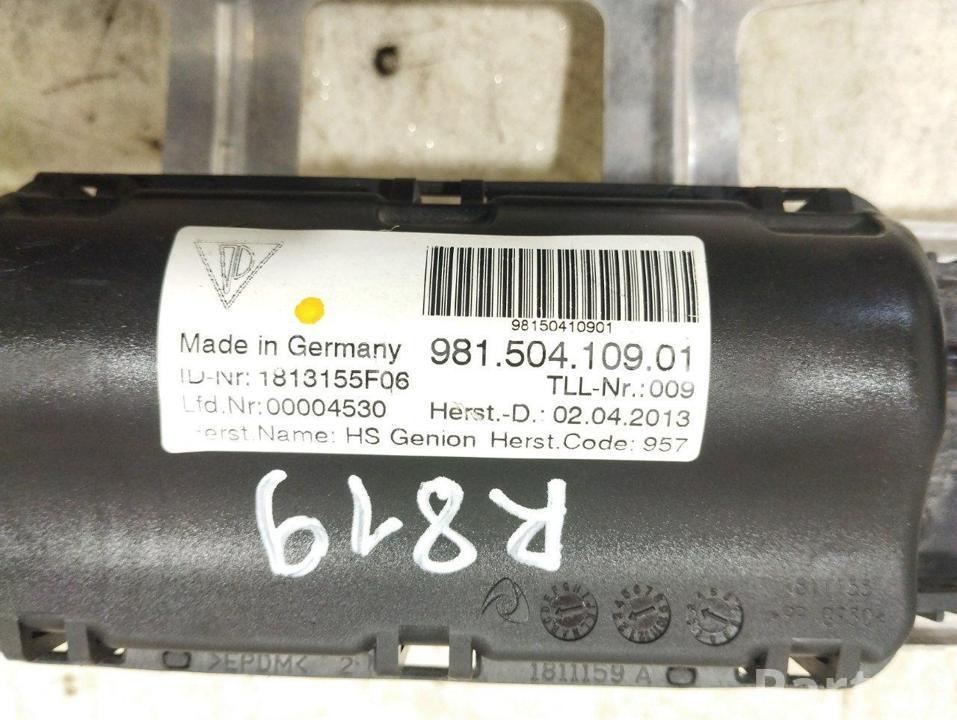 98150410901
Made in Germany 981.504.109.01
ID-Nr: 1813155F06 TLL-Nr.: 009
Lfd.Nr:00004530 Herst.-D.: 02.04.2013
Herst.Name: HS Genion Herst.Code: 957
R819
>EPDM<
1811159 A